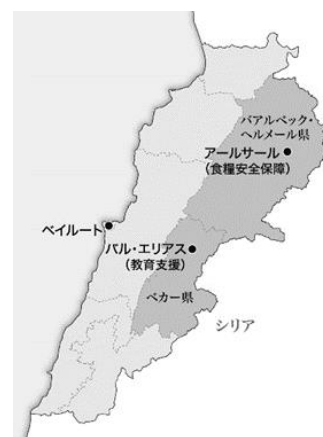 バアルベック・
ヘルメール県
アールサール
(食糧安全保障)
ベイルート
バル・エリアス
(教育支援)
ベカー県
シリア